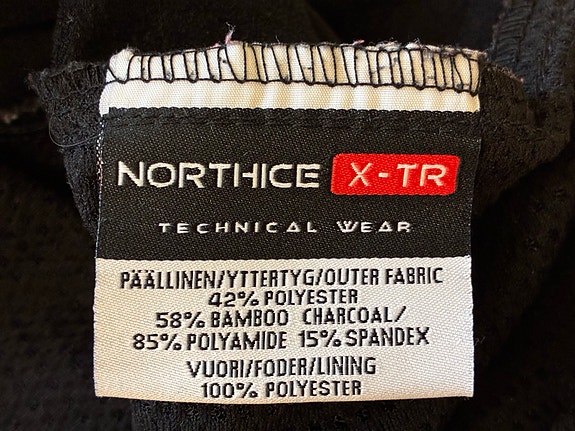 NORTHICE X-TR
TECHNICAL WEAR
PÄÄLLINEN/YTTERTYG/OUTER FABRIC
42% POLYESTER
58% BAMBOO CHARCOAL/
85% POLYAMIDE 15% SPANDEX
VUORI/FODER/LINING
100% POLYESTER